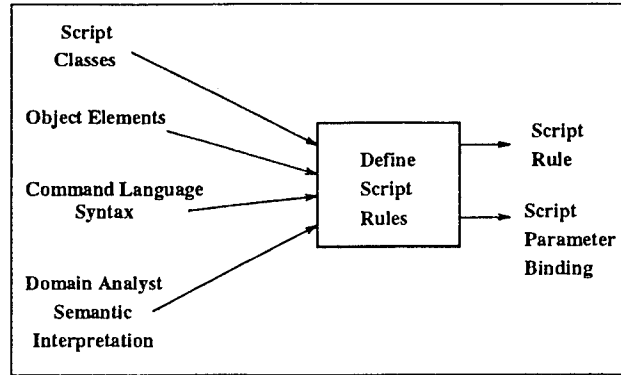 Script
Classes
Object Elements
Command Language
Syntax
Domain Analyst
Semantic
Interpretation
Define
Script
Rules
Script
Rule
Script
Parameter
Binding